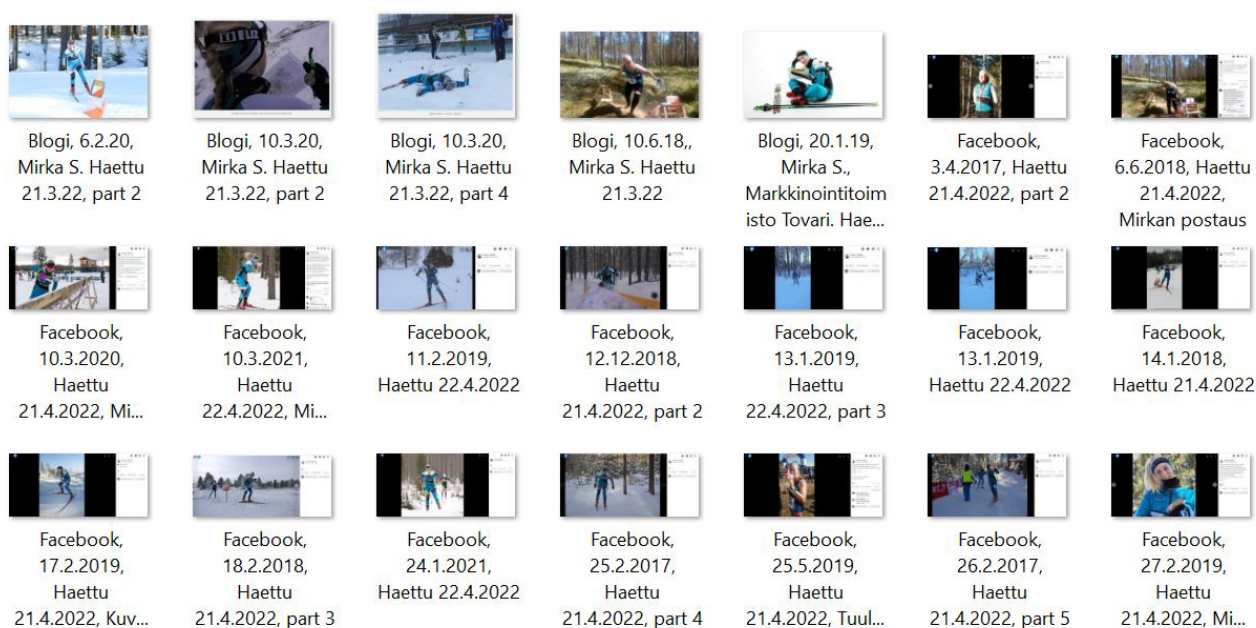 Blogi, 6.2.20,
Mirka S. Haettu
21.3.22, part 2
Blogi, 10.3.20,
Mirka S. Haettu
21.3.22, part 2
Blogi, 10.3.20,
Mirka S. Haettu
21.3.22, part 4
Blogi, 10.6.18,,
Mirka S. Haettu
21.3.22
Blogi, 20.1.19,
Mirka S.,
Markkinointitoim
isto Tovari. Hae...
Facebook,
3.4.2017, Haettu
21.4.2022, part 2
Facebook,
6.6.2018, Haettu
21.4.2022,
Mirkan postaus
Facebook,
10.3.2020,
Haettu
21.4.2022, Mi...
Facebook,
10.3.2021,
Haettu
22.4.2022, Mi...
Facebook,
11.2.2019,
Haettu 22.4.2022
Facebook,
12.12.2018,
Haettu
21.4.2022, part 2
Facebook,
13.1.2019,
Haettu
22.4.2022, part 3
Facebook,
13.1.2019,
Haettu 22.4.2022
Facebook,
14.1.2018,
Haettu 21.4.2022
Facebook,
17.2.2019,
Haettu
21.4.2022, Kuv...
Facebook,
18.2.2018,
Haettu
21.4.2022, part 3
Facebook,
24.1.2021,
Haettu 22.4.2022
Facebook,
25.2.2017,
Haettu
21.4.2022, part 4
Facebook,
25.5.2019,
Haettu
21.4.2022, Tuul...
Facebook,
26.2.2017,
Haettu
21.4.2022, part 5
Facebook,
27.2.2019,
Haettu
21.4.2022, Mi...